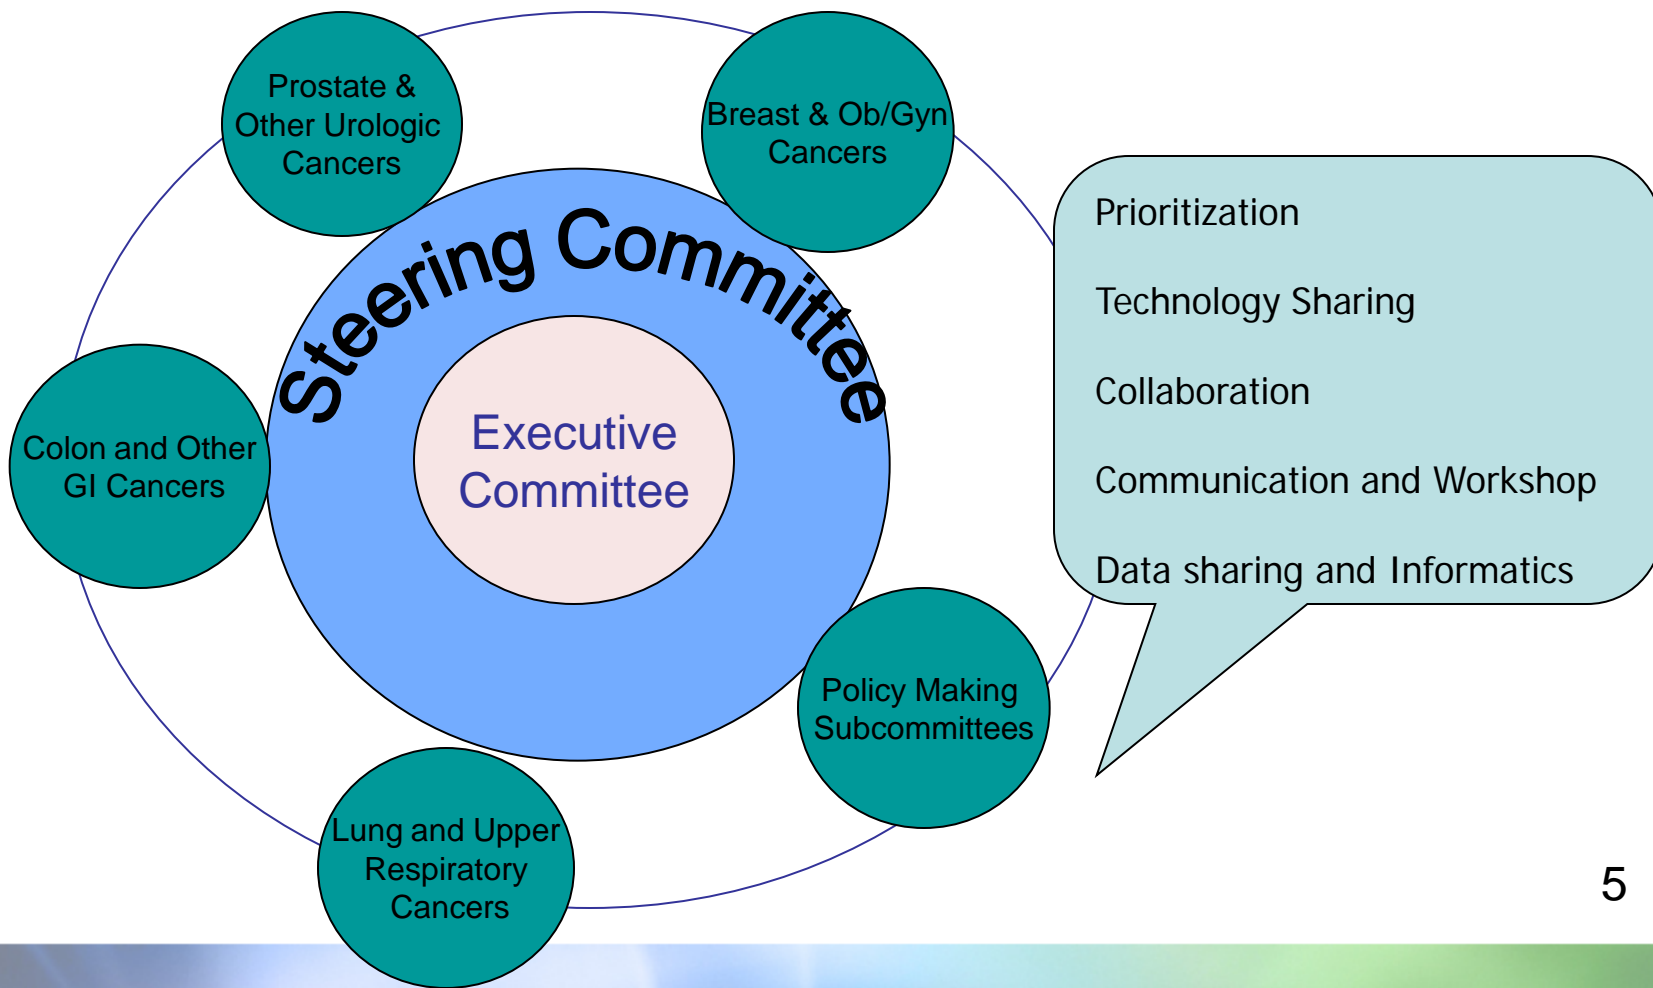 Prostate &
Other Urologic
Cancers
Breast & Ob/Gyn
Cancers
Steering Committee
Executive
Committee
Colon and Other
GI Cancers
Policy Making
Subcommittees
Lung and Upper
Respiratory
Cancers
Prioritization
Technology Sharing
Collaboration
Communication and Workshop
Data sharing and Informatics
5